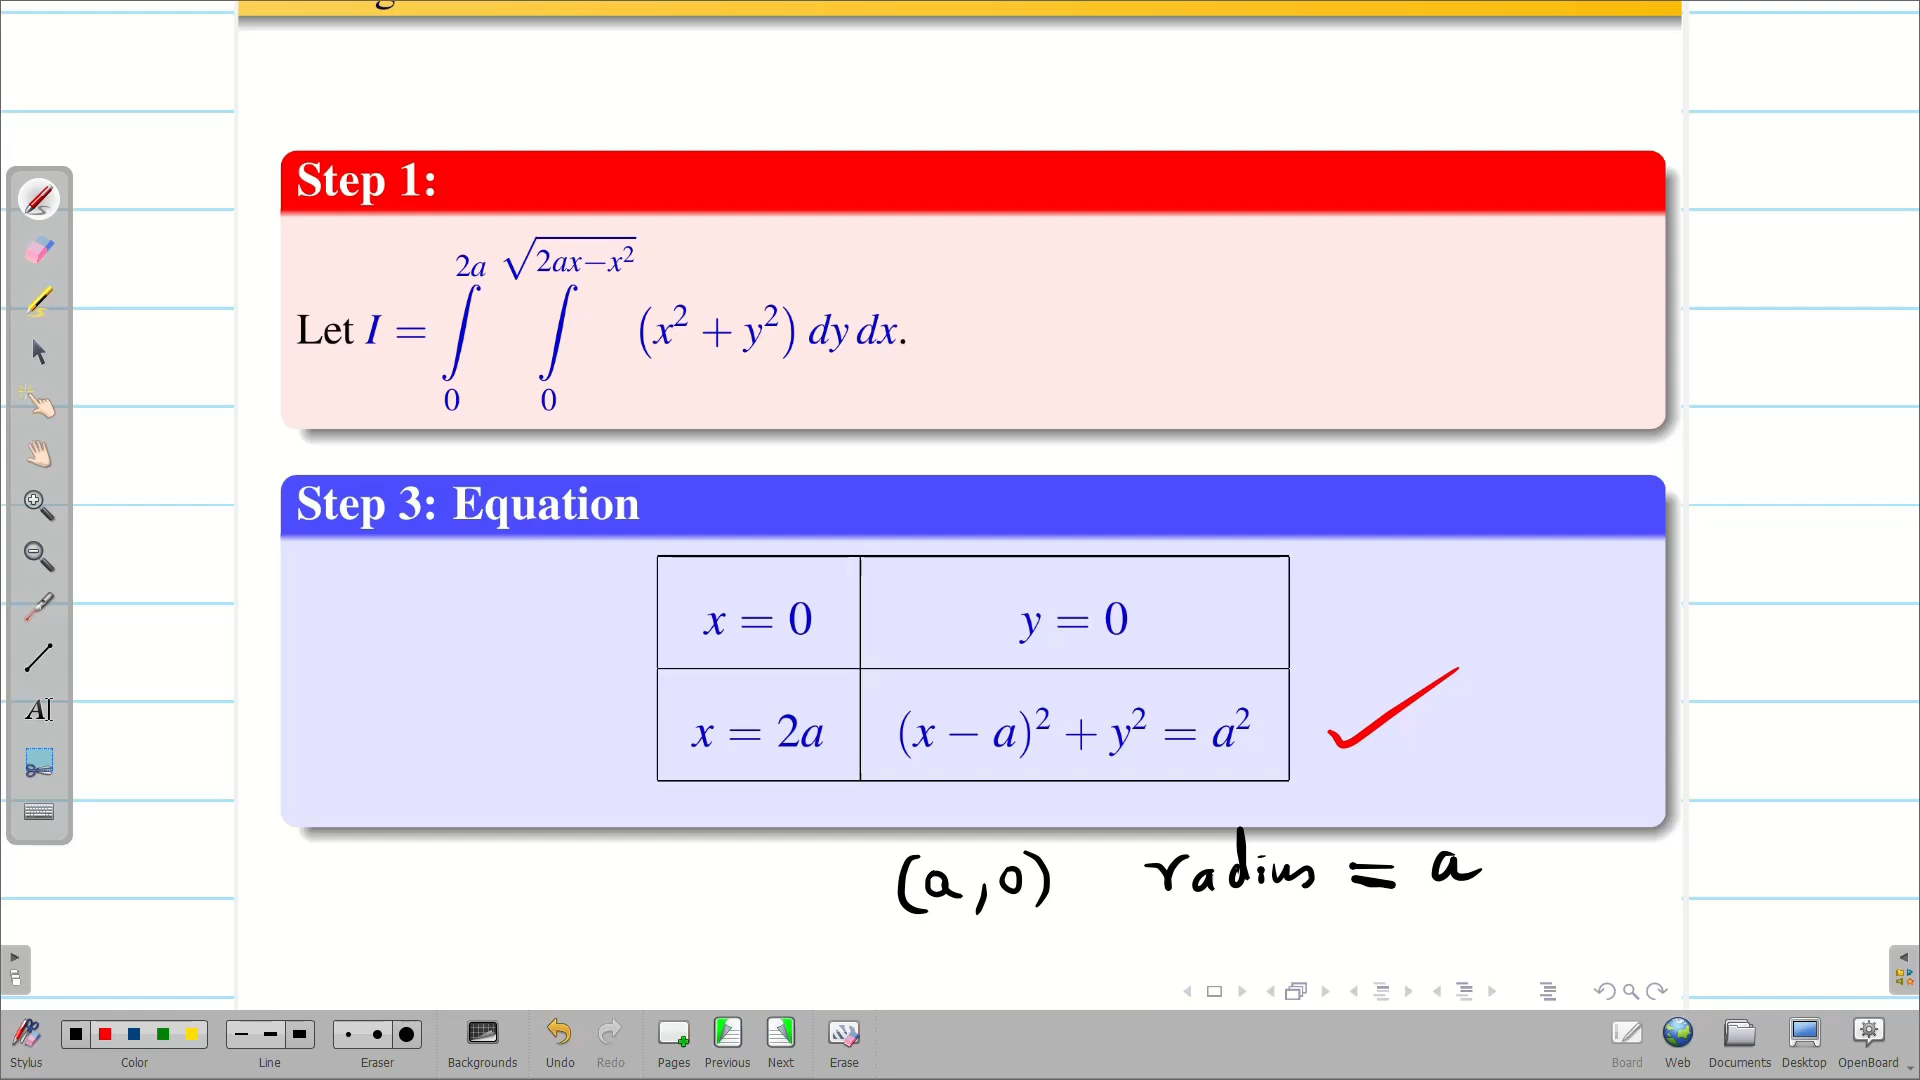 Step 1:
Let I = ∫_0^{2a} ∫_0^{√(2ax−x²)} (x² + y²) dy dx.
Step 3: Equation
x = 0 y = 0
x = 2a (x − a)² + y² = a²
(a,0) radius = a
Stylus Color Line Eraser Backgrounds Undo Redo Pages Previous Next Erase Board Web Documents Desktop OpenBoard